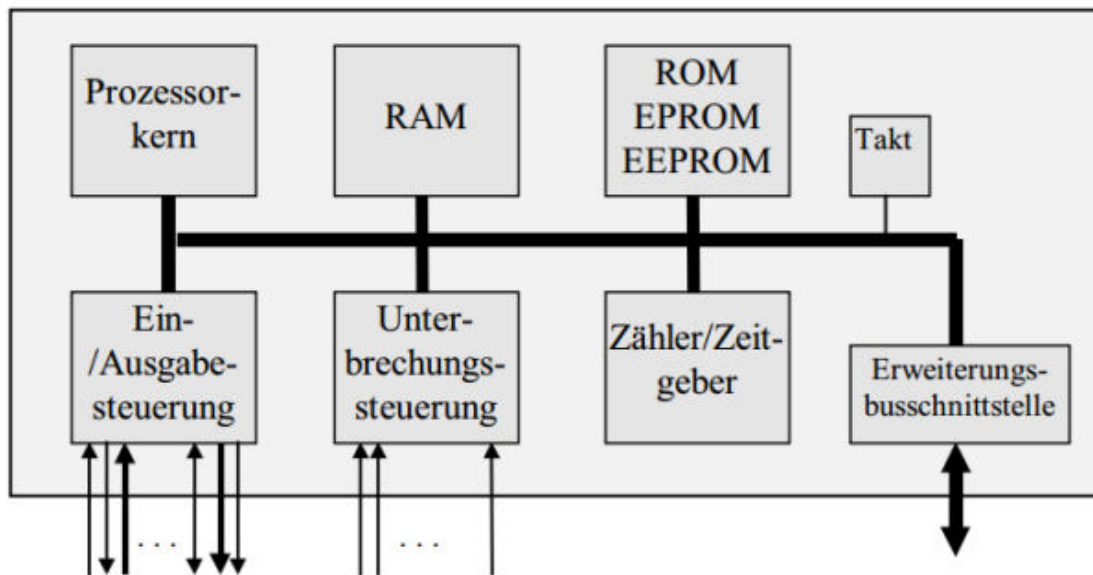 Prozessor-
kern
RAM
ROM
EPROM
EEPROM
Takt
Ein-
/Ausgabe-
steuerung
Unter-
brechungs-
steuerung
Zähler/Zeit-
geber
Erweiterungs-
busschnittstelle
. . .
. . .